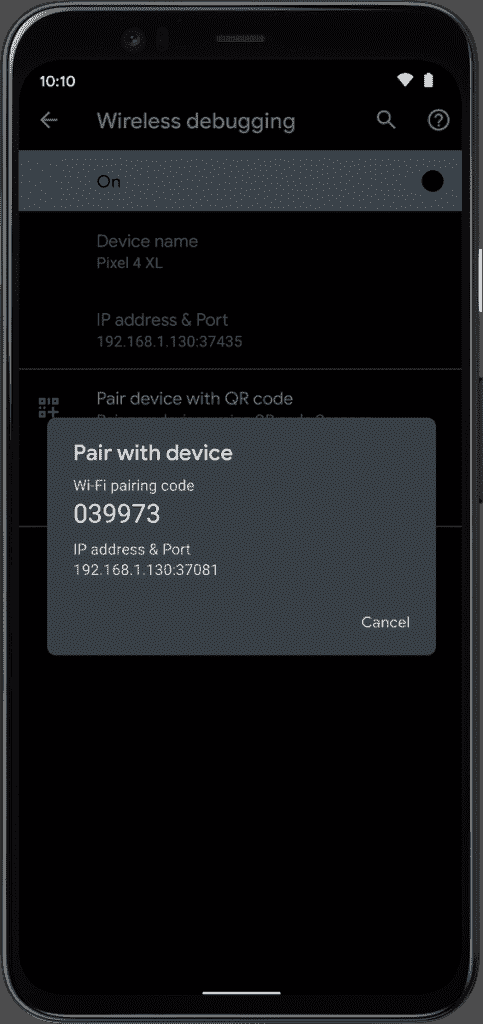 10:10
Wireless debugging
On
Device name
Pixel 4 XL
IP address & Port
192.168.1.130:37435
Pair device with QR code
Pair with device
Wi-Fi pairing code
039973
IP address & Port
192.168.1.130:37081
Cancel